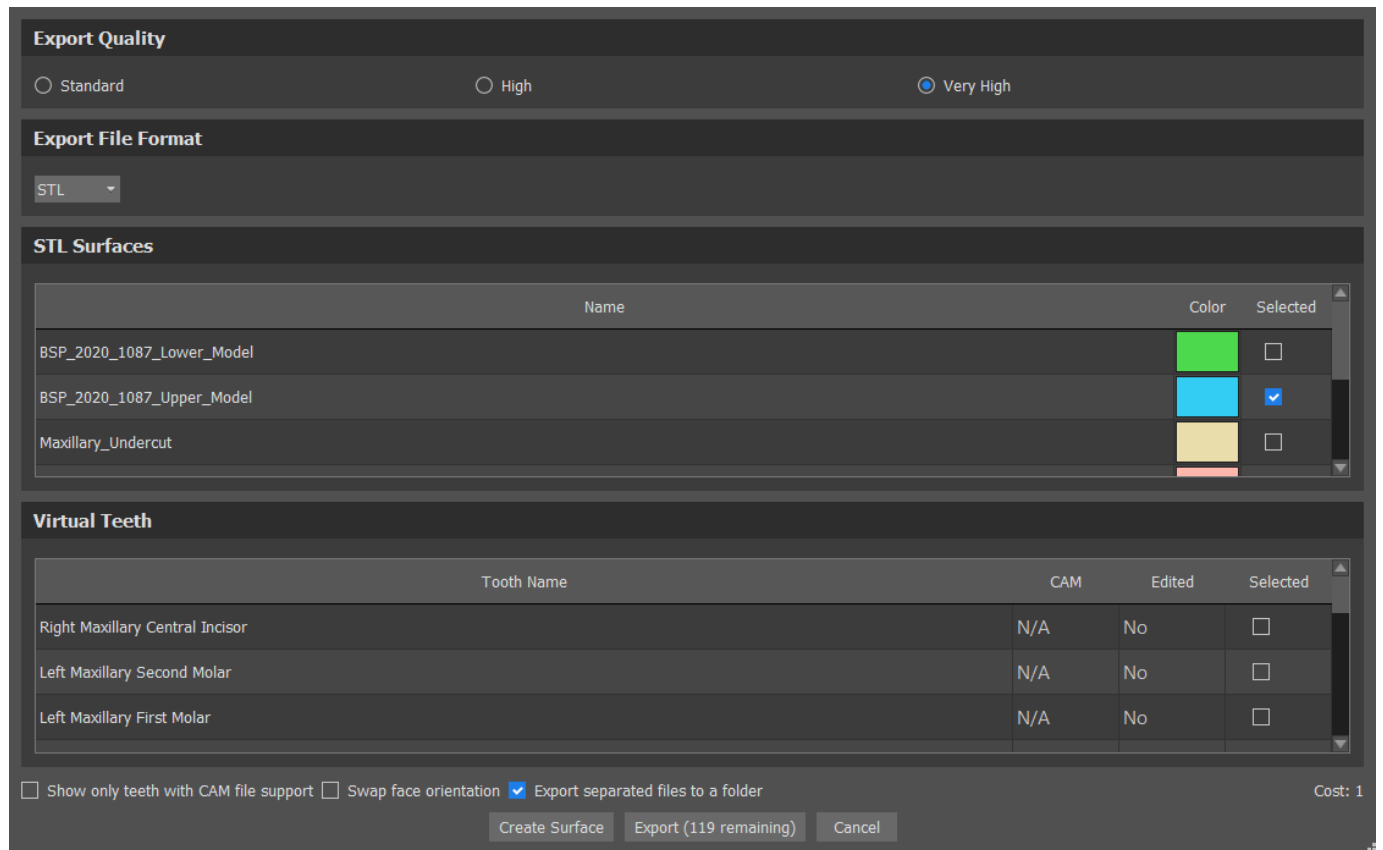 Export Quality
Standard High Very High
Export File Format
STL
STL Surfaces
Name Color Selected
BSP_2020_1087_Lower_Model
BSP_2020_1087_Upper_Model
Maxillary_Undercut
Virtual Teeth
Tooth Name CAM Edited Selected
Right Maxillary Central Incisor N/A No
Left Maxillary Second Molar N/A No
Left Maxillary First Molar N/A No
Show only teeth with CAM file support Swap face orientation Export separated files to a folder Cost: 1
Create Surface Export (119 remaining) Cancel